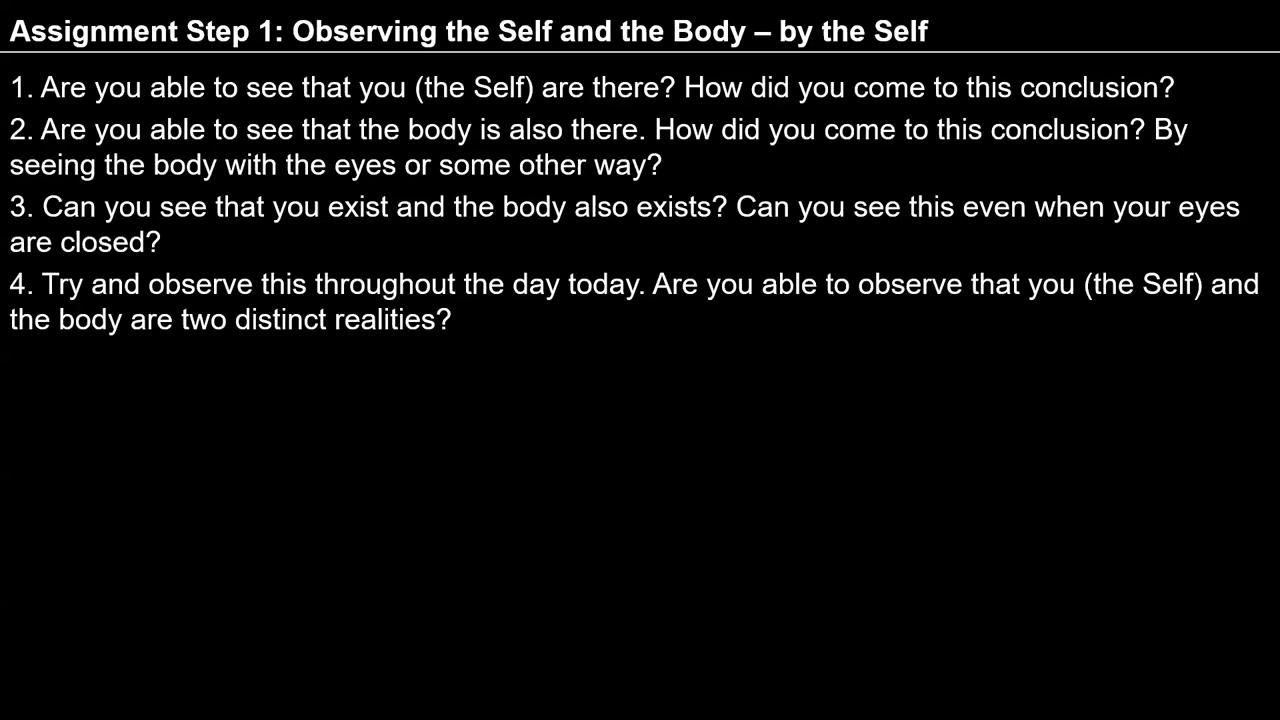 Assignment Step 1: Observing the Self and the Body – by the Self
1. Are you able to see that you (the Self) are there? How did you come to this conclusion?
2. Are you able to see that the body is also there. How did you come to this conclusion? By
seeing the body with the eyes or some other way?
3. Can you see that you exist and the body also exists? Can you see this even when your eyes
are closed?
4. Try and observe this throughout the day today. Are you able to observe that you (the Self) and
the body are two distinct realities?